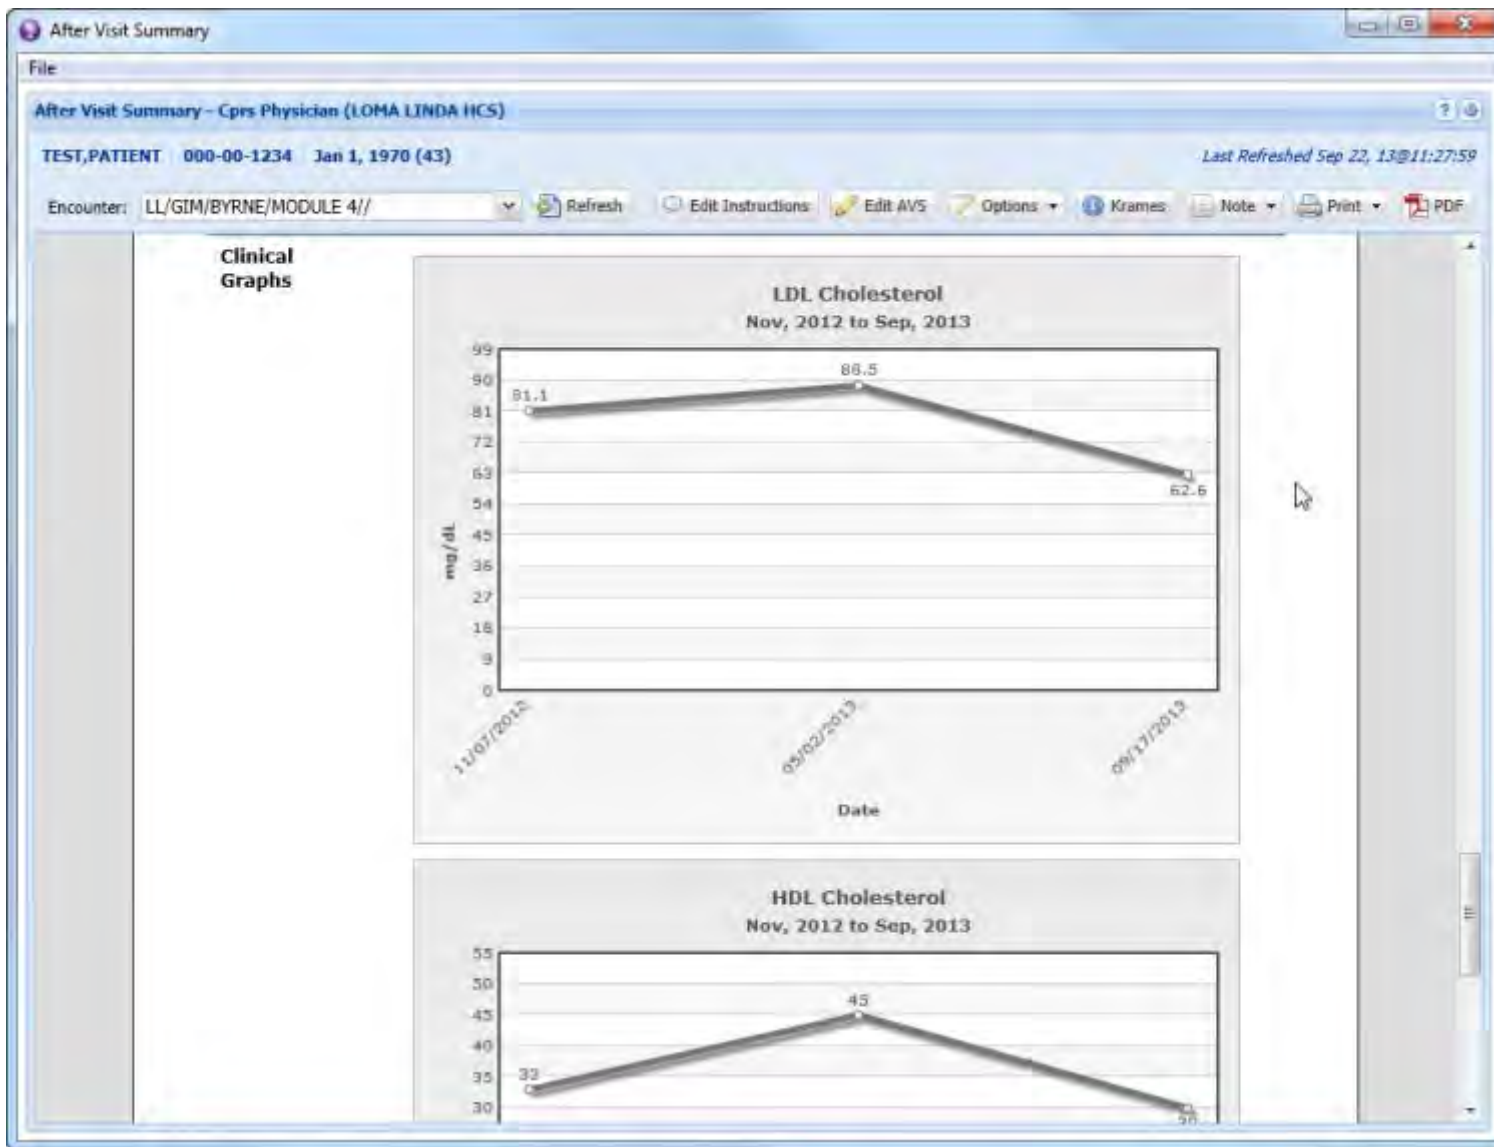 After Visit Summary
File
After Visit Summary - Cprs Physician (LOMA LINDA HCS)
TEST,PATIENT 000-00-1234 Jan 1, 1970 (43) Last Refreshed Sep 22, 13@11:27:59
Encounter: LL/GIM/BYRNE/MODULE 4// Refresh Edit Instructions Edit AVS Options Krames Note Print PDF
Clinical
Graphs
LDL Cholesterol
Nov, 2012 to Sep, 2013
99
90
81
72
63
54
45
36
27
18
9
0
mg/dL
81.1
62.6
11/07/2012
05/02/2013
09/17/2013
Date
HDL Cholesterol
Nov, 2012 to Sep, 2013
55
50
45
40
35
30
45